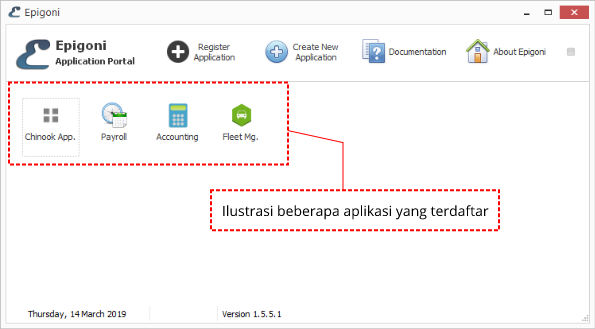 Epigoni
Epigoni
Application Portal
Register
Application
Create New
Application
Documentation
About Epigoni
Chinook App.
Payroll
Accounting
Fleet Mg.
Ilustrasi beberapa aplikasi yang terdaftar
Thursday, 14 March 2019
Version 1.5.5.1